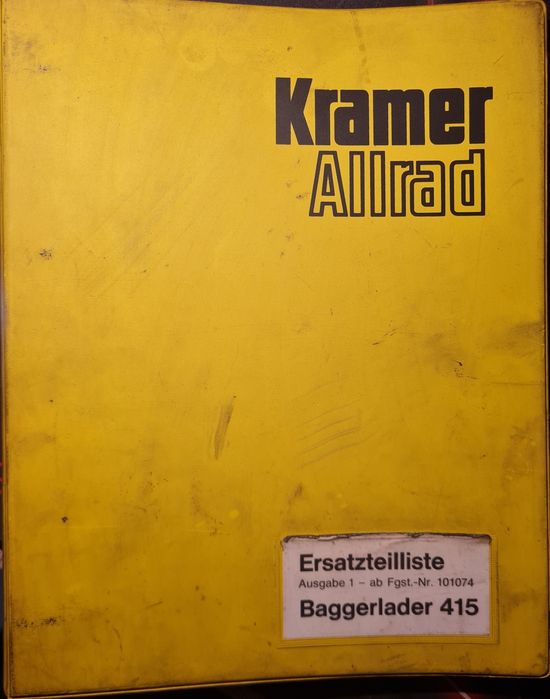 Kramer
Allrad
Ersatzteilliste
Ausgabe 1 – ab Fgst.-Nr. 101074
Baggerlader 415